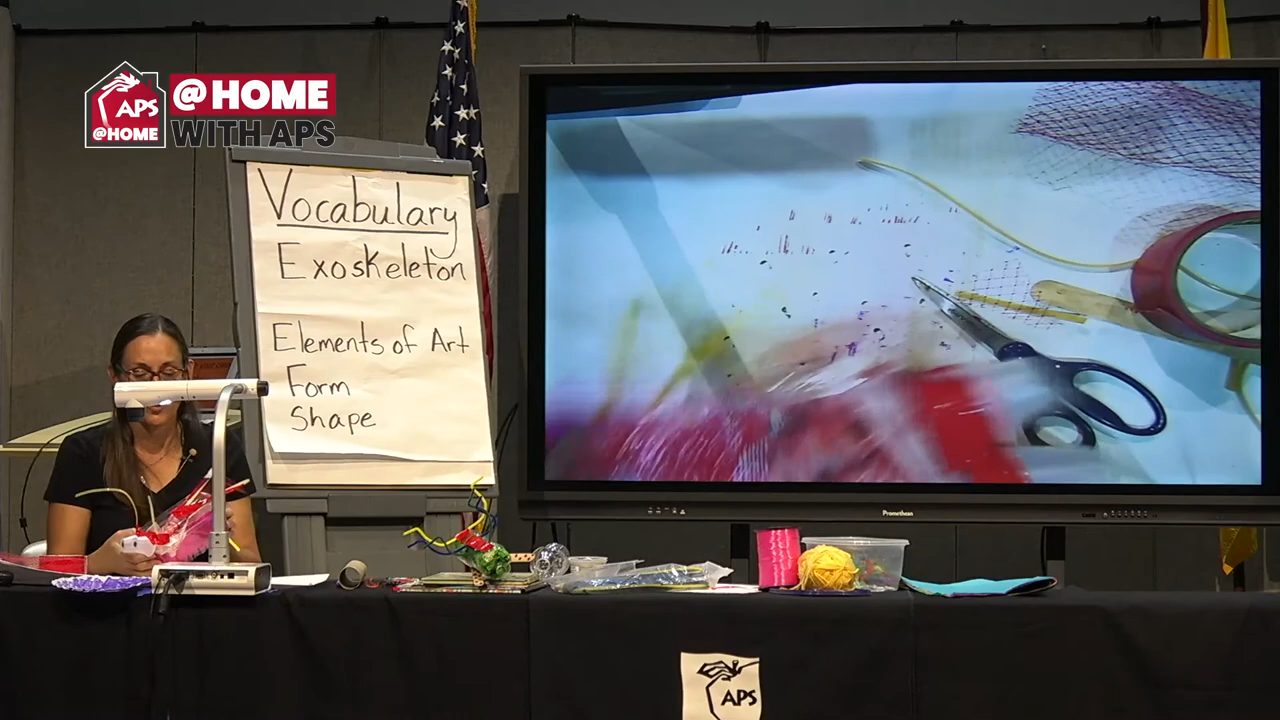 APS
@HOME
@HOME
WITH APS
Vocabulary
Exoskeleton
Elements of Art
Form
Shape
Promethean
APS